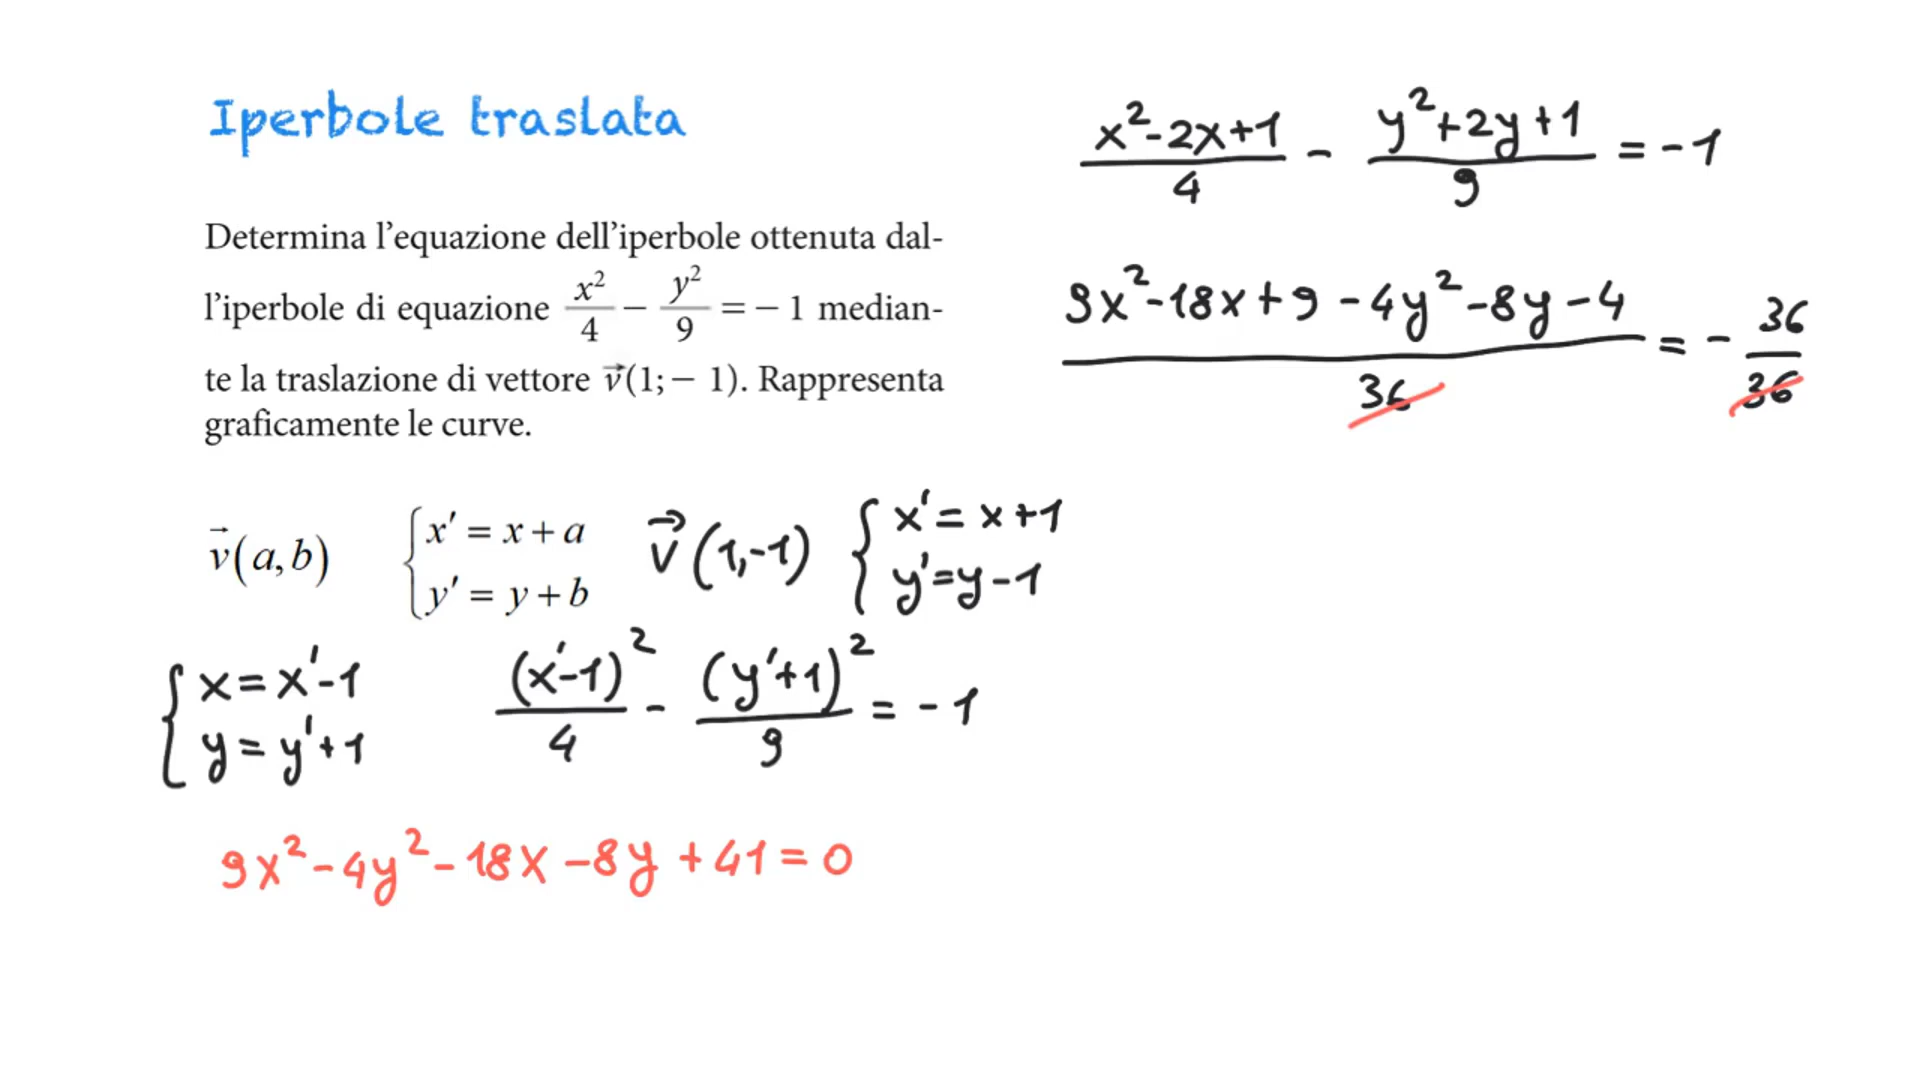 Iperbole traslata
Determina l'equazione dell'iperbole ottenuta dal-
l'iperbole di equazione x²/4 − y²/9 = − 1 median-
te la traslazione di vettore v⃗(1; − 1). Rappresenta
graficamente le curve.
v⃗(a,b) { x' = x + a
y' = y + b
v⃗(1,-1) { x' = x + 1
y' = y - 1
{ x = x' - 1
y = y' + 1
(x'-1)²/4 - (y'+1)²/9 = -1
9x² - 4y² - 18x - 8y + 41 = 0
x²-2x+1/4 - y²+2y+1/9 = -1
9x²-18x+9-4y²-8y-4/36 = - 36/36